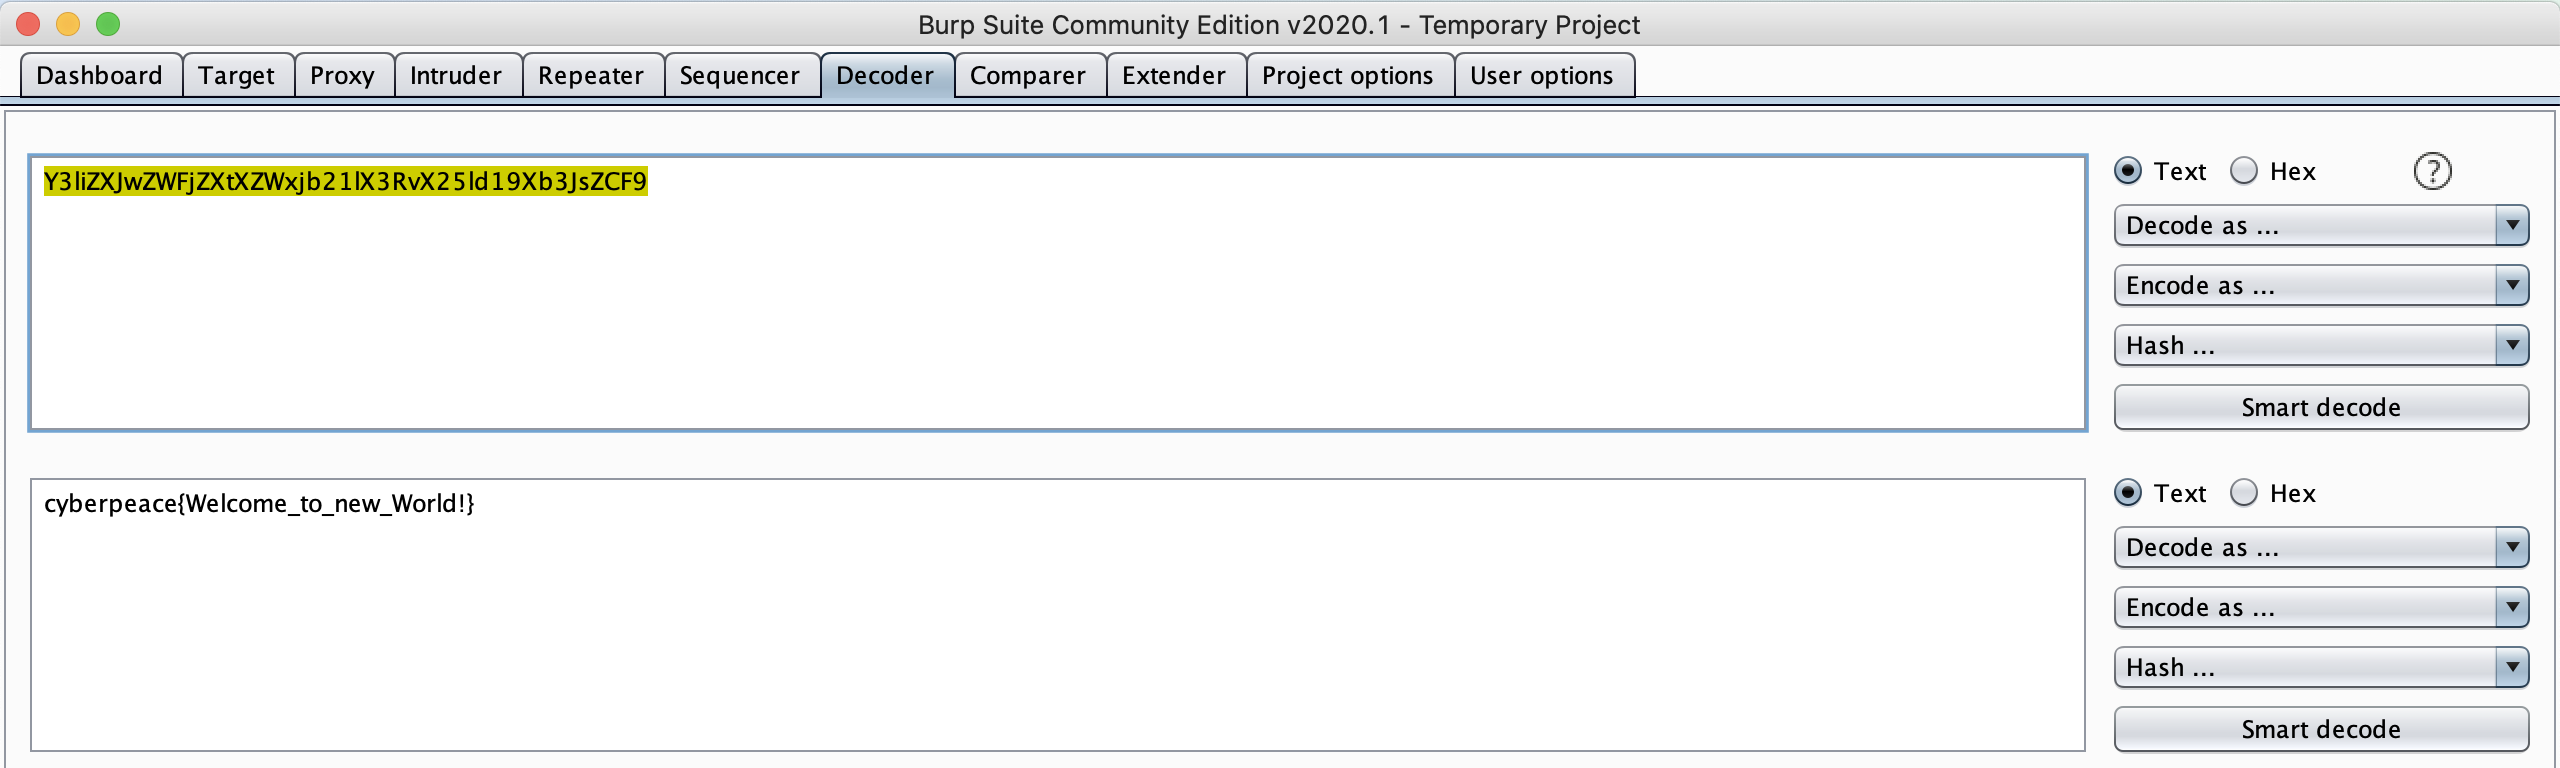 Burp Suite Community Edition v2020.1 - Temporary Project
Dashboard Target Proxy Intruder Repeater Sequencer Decoder Comparer Extender Project options User options
Y3liZXJwZWFjZXtXZWxjb21lX3RvX25ld19Xb3JsZCF9
Text Hex ?
Decode as ...
Encode as ...
Hash ...
Smart decode
cyberpeace{Welcome_to_new_World!}
Text Hex
Decode as ...
Encode as ...
Hash ...
Smart decode